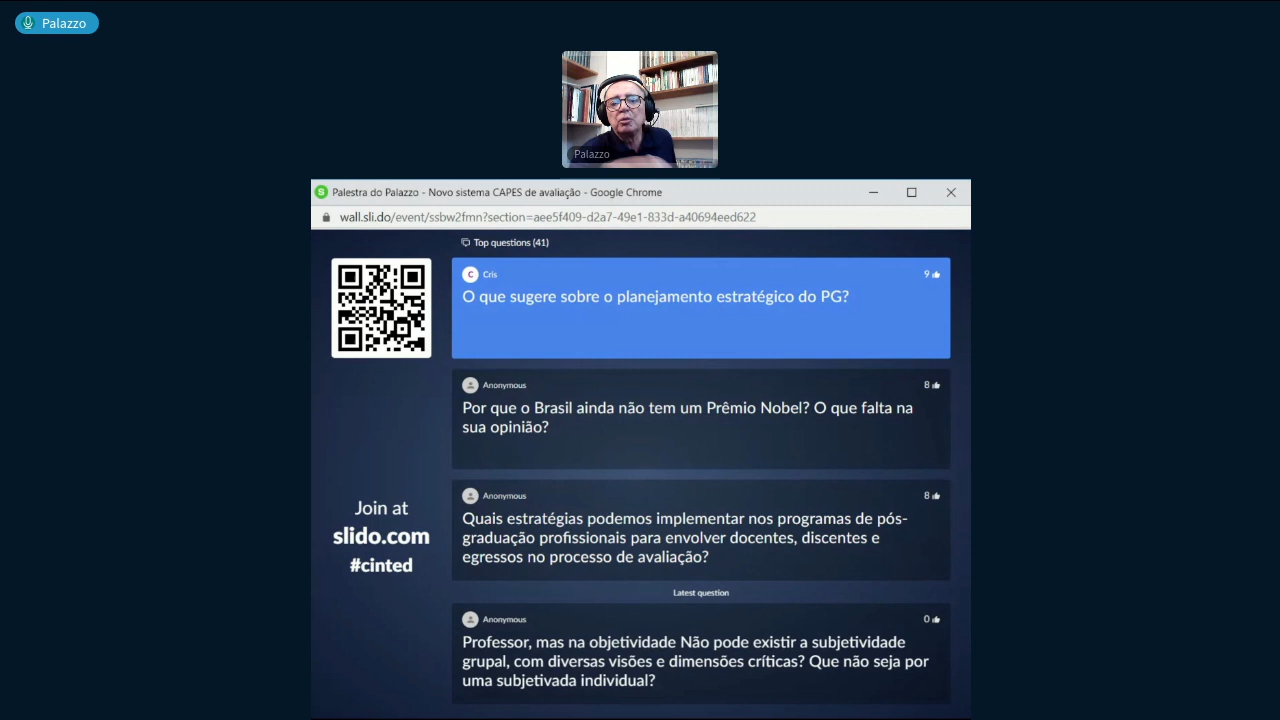 Palazzo
Palazzo
Palestra do Palazzo - Novo sistema CAPES de avaliação - Google Chrome
wall.sli.do/event/ssbw2fmn?section=aee5f409-d2a7-49e1-833d-a40694eed622
Top questions (41)
C Cris 9
O que sugere sobre o planejamento estratégico do PG?
Anonymous 8
Por que o Brasil ainda não tem um Prêmio Nobel? O que falta na
sua opinião?
Anonymous 8
Quais estratégias podemos implementar nos programas de pós-
graduação profissionais para envolver docentes, discentes e
egressos no processo de avaliação?
Join at
slido.com
#cinted
Latest question
Anonymous 0
Professor, mas na objetividade Não pode existir a subjetividade
grupal, com diversas visões e dimensões críticas? Que não seja por
uma subjetivada individual?